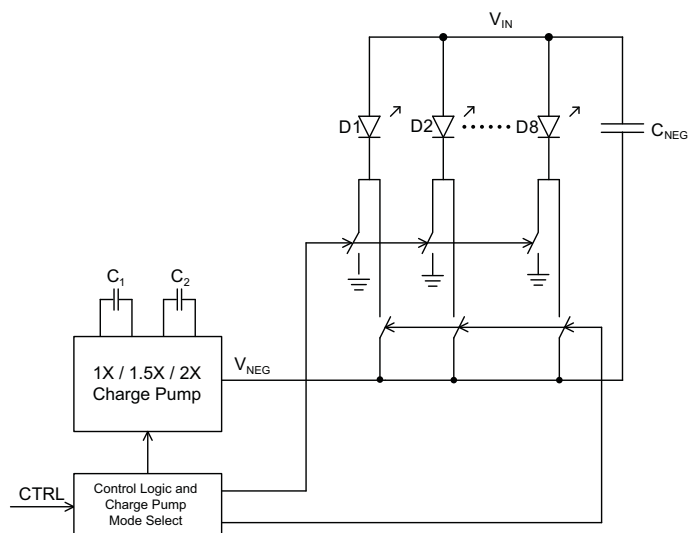 V_IN
D1
D2
D8
C_NEG
C_1
C_2
1X / 1.5X / 2X
Charge Pump
V_NEG
CTRL
Control Logic and
Charge Pump
Mode Select